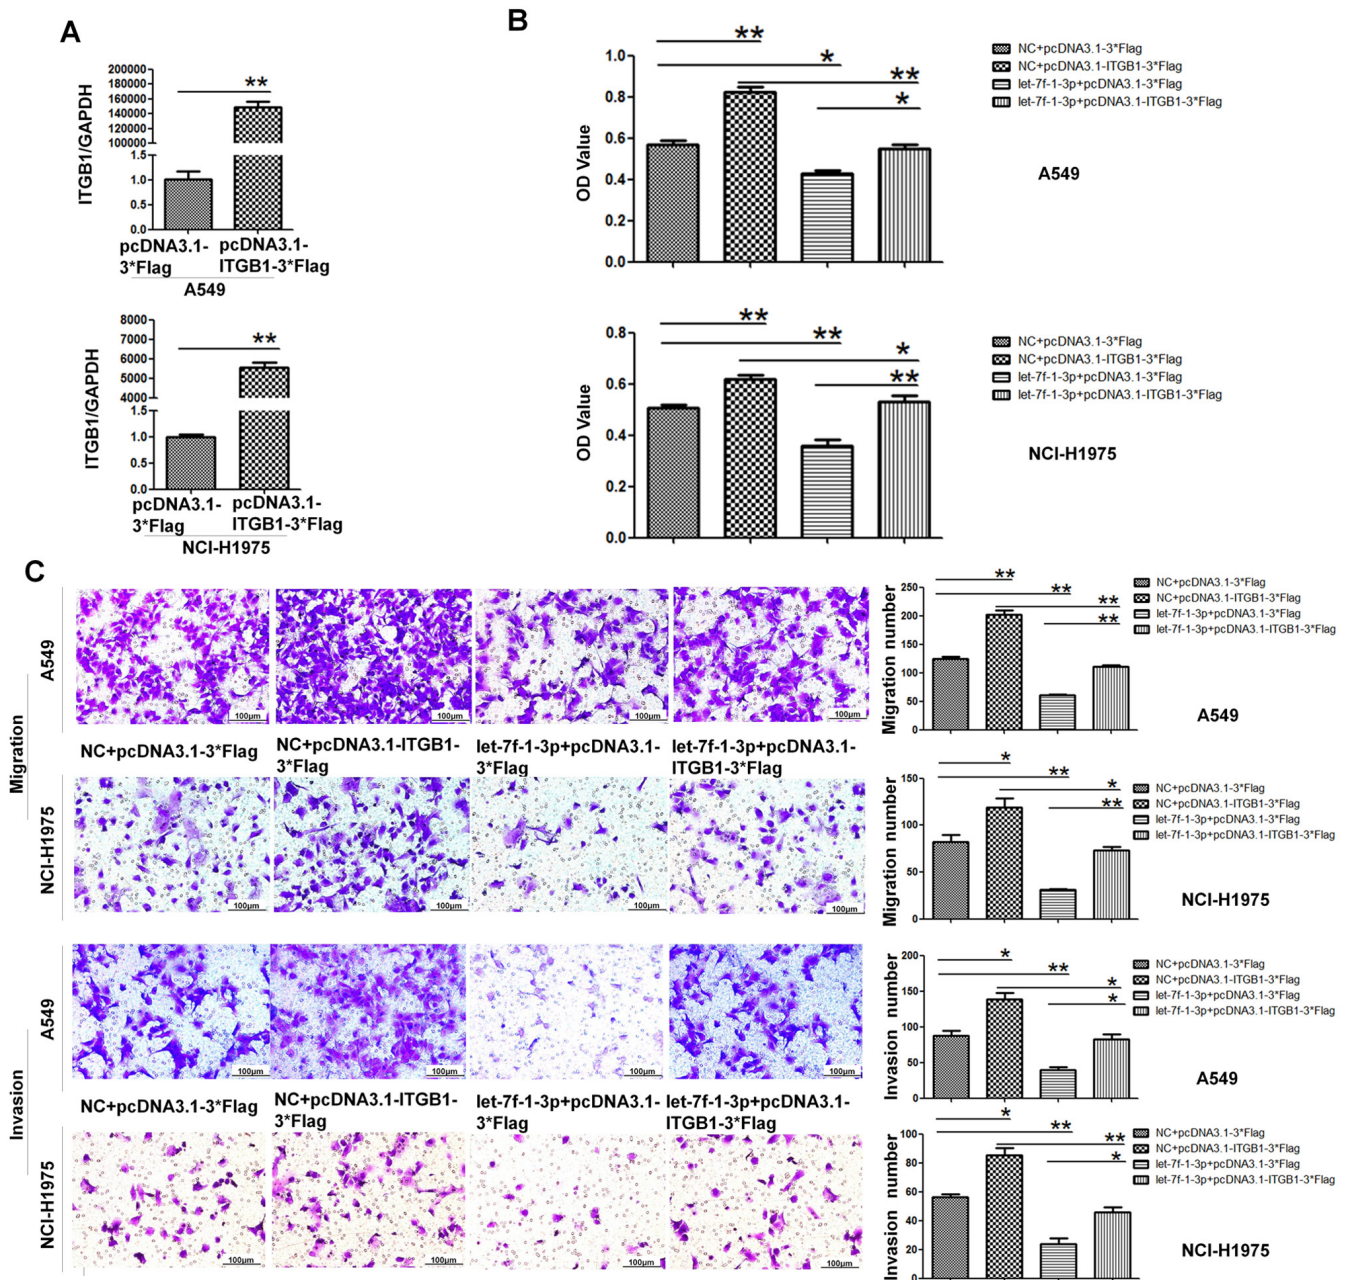 A
ITGB1/GAPDH
200000
180000
160000
140000
120000
100000
1.5
1.0
0.5
0.0
**
pcDNA3.1-
3*Flag
pcDNA3.1-
ITGB1-3*Flag
A549
ITGB1/GAPDH
8000
7000
6000
5000
4000
1.5
1.0
0.5
0.0
**
pcDNA3.1-
3*Flag
pcDNA3.1-
ITGB1-3*Flag
NCI-H1975
B
OD Value
1.0
0.8
0.6
0.4
0.2
0.0
**
*
**
*
NC+pcDNA3.1-3*Flag
NC+pcDNA3.1-ITGB1-3*Flag
let-7f-1-3p+pcDNA3.1-3*Flag
let-7f-1-3p+pcDNA3.1-ITGB1-3*Flag
A549
OD Value
0.8
0.6
0.4
0.2
0.0
**
**
*
**
NC+pcDNA3.1-3*Flag
NC+pcDNA3.1-ITGB1-3*Flag
let-7f-1-3p+pcDNA3.1-3*Flag
let-7f-1-3p+pcDNA3.1-ITGB1-3*Flag
NCI-H1975
C
Migration
A549
100μm
100μm
100μm
100μm
NC+pcDNA3.1-3*Flag
NC+pcDNA3.1-ITGB1-
3*Flag
let-7f-1-3p+pcDNA3.1-
3*Flag
let-7f-1-3p+pcDNA3.1-
ITGB1-3*Flag
NCI-H1975
100μm
100μm
100μm
100μm
Migration number
250
200
150
100
50
0
**
**
**
**
NC+pcDNA3.1-3*Flag
NC+pcDNA3.1-ITGB1-3*Flag
let-7f-1-3p+pcDNA3.1-3*Flag
let-7f-1-3p+pcDNA3.1-ITGB1-3*Flag
A549
Migration number
150
100
50
0
*
**
*
**
NC+pcDNA3.1-3*Flag
NC+pcDNA3.1-ITGB1-3*Flag
let-7f-1-3p+pcDNA3.1-3*Flag
let-7f-1-3p+pcDNA3.1-ITGB1-3*Flag
NCI-H1975
Invasion
A549
100μm
100μm
100μm
100μm
NC+pcDNA3.1-3*Flag
NC+pcDNA3.1-ITGB1-
3*Flag
let-7f-1-3p+pcDNA3.1-
3*Flag
let-7f-1-3p+pcDNA3.1-
ITGB1-3*Flag
NCI-H1975
100μm
100μm
100μm
100μm
Invasion number
200
150
100
50
0
*
**
*
*
NC+pcDNA3.1-3*Flag
NC+pcDNA3.1-ITGB1-3*Flag
let-7f-1-3p+pcDNA3.1-3*Flag
let-7f-1-3p+pcDNA3.1-ITGB1-3*Flag
A549
Invasion number
100
80
60
40
20
0
*
**
**
*
NC+pcDNA3.1-3*Flag
NC+pcDNA3.1-ITGB1-3*Flag
let-7f-1-3p+pcDNA3.1-3*Flag
let-7f-1-3p+pcDNA3.1-ITGB1-3*Flag
NCI-H1975